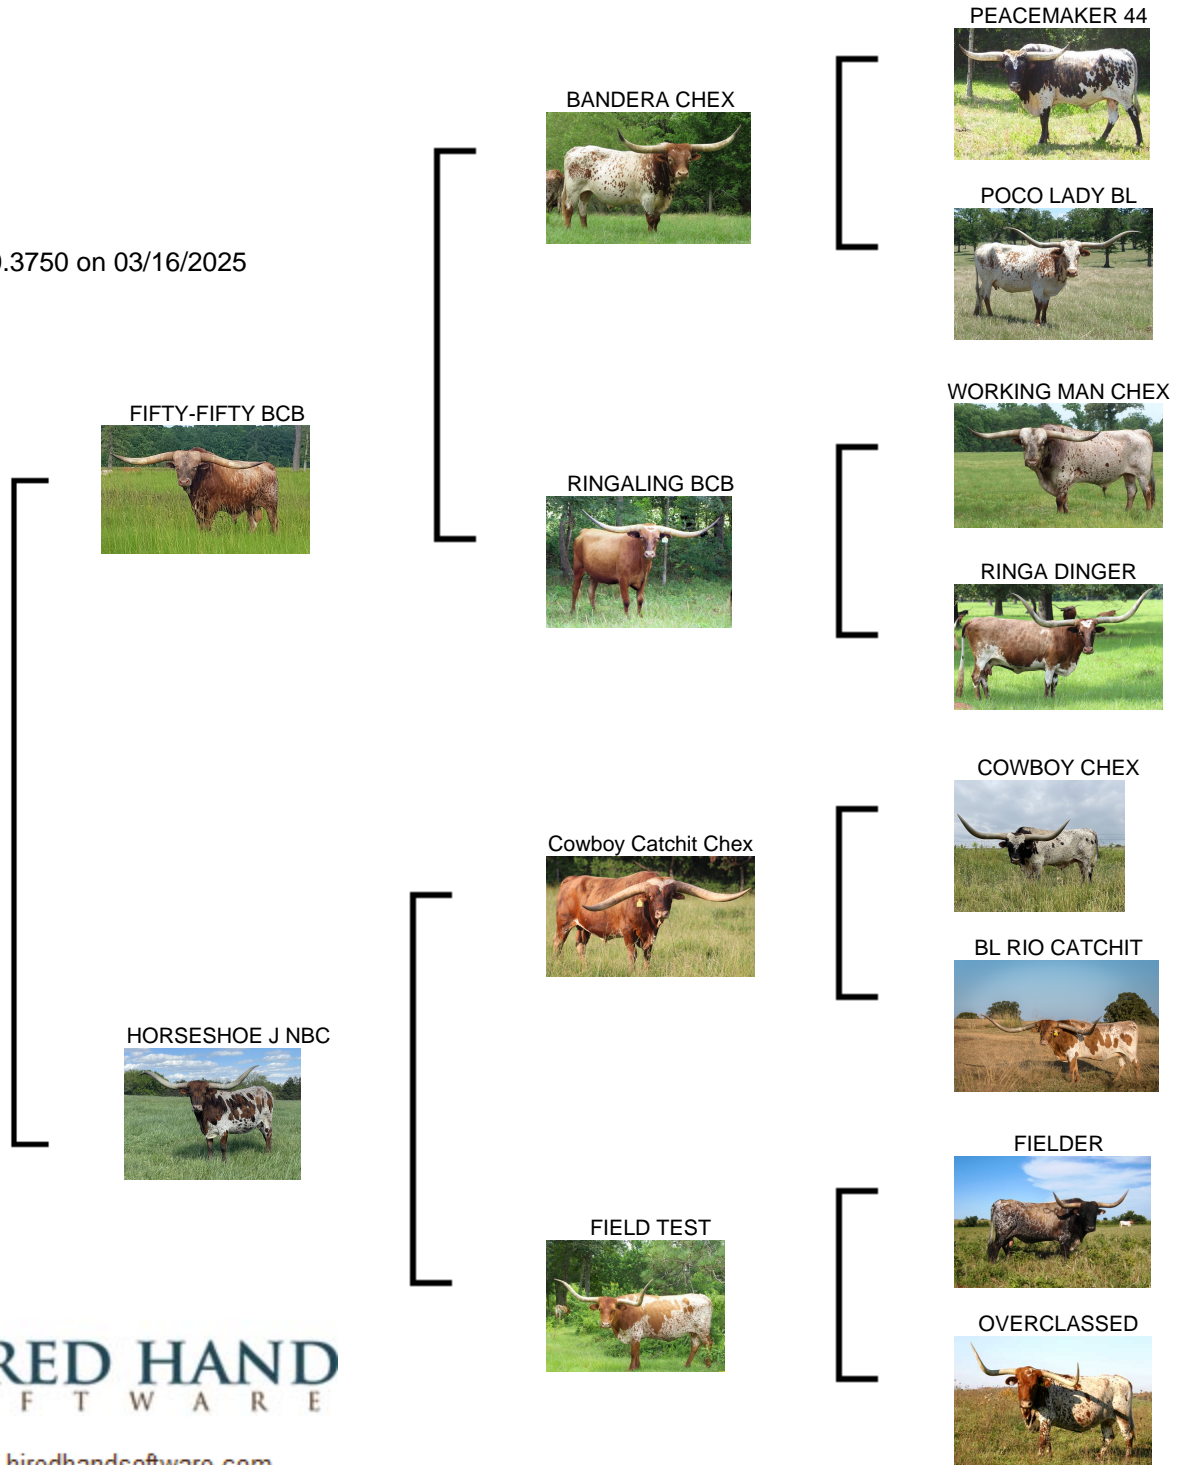 PEACEMAKER 44
BANDERA CHEX
POCO LADY BL
.3750 on 03/16/2025
WORKING MAN CHEX
FIFTY-FIFTY BCB
RINGALING BCB
RINGA DINGER
COWBOY CHEX
Cowboy Catchit Chex
BL RIO CATCHIT
HORSESHOE J NBC
FIELDER
FIELD TEST
OVERCLASSED
RED HAND
F T W A R E
hiredhandsoftware.com